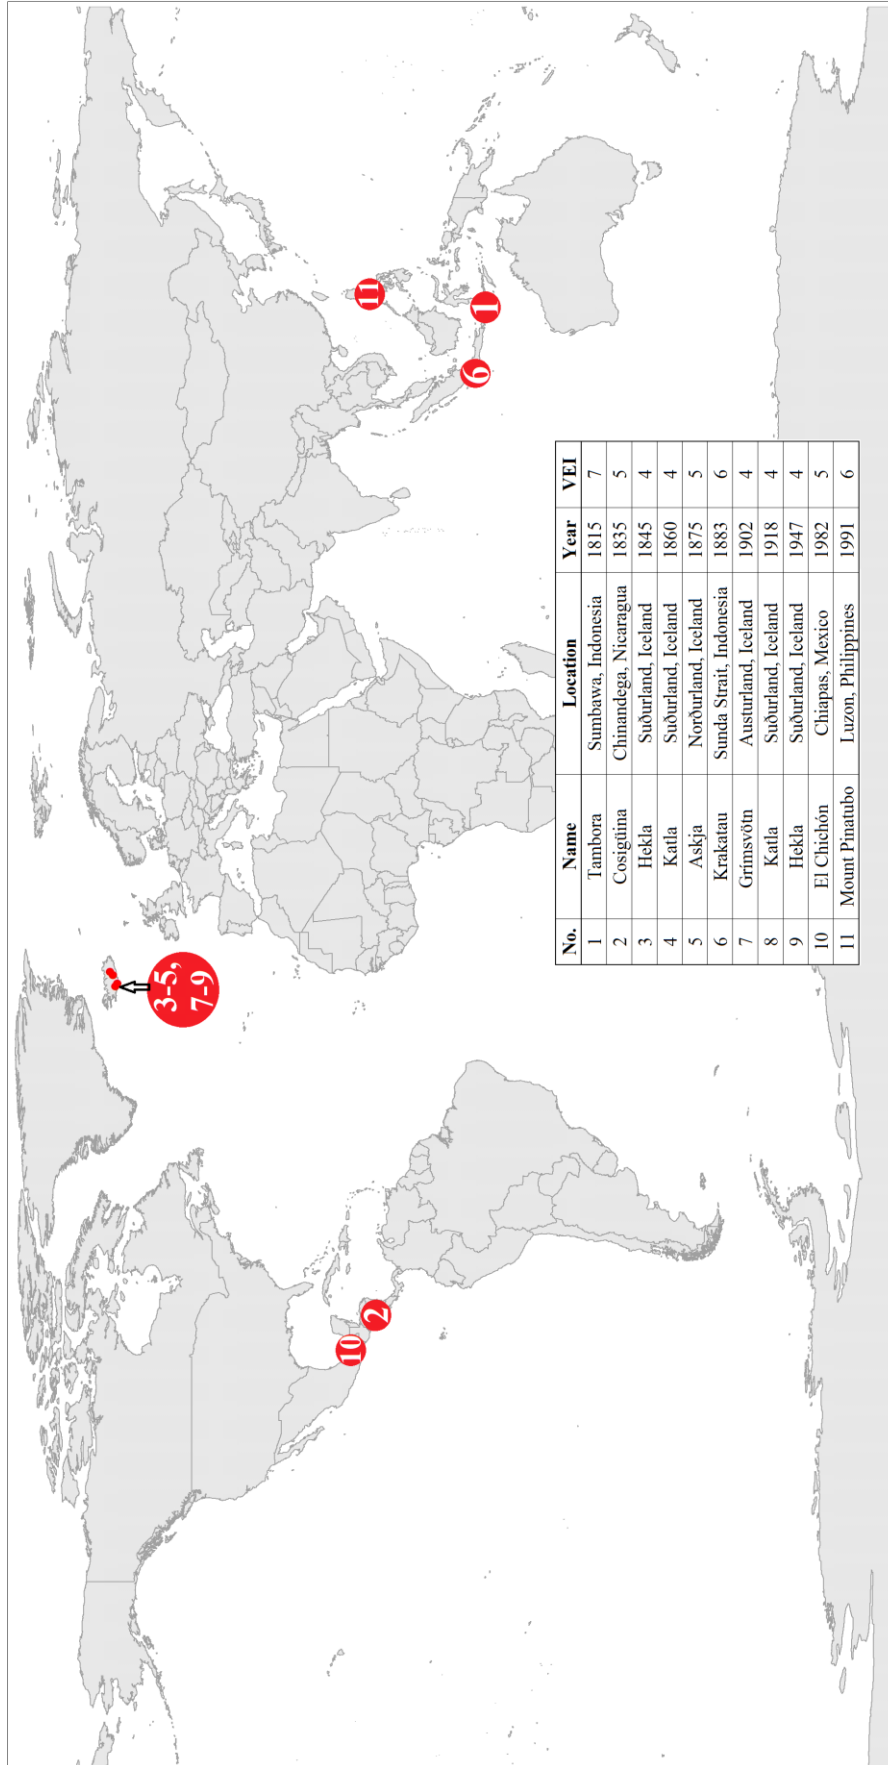 3-5,
7-9
11
10
2
6
1
No. Name Location Year VEI
1 Tambora Sumbawa, Indonesia 1815 7
2 Cosigüina Chinandega, Nicaragua 1835 5
3 Hekla Suðurland, Iceland 1845 4
4 Katla Suðurland, Iceland 1860 4
5 Askja Norðurland, Iceland 1875 5
6 Krakatau Sunda Strait, Indonesia 1883 6
7 Grímsvötn Austurland, Iceland 1902 4
8 Katla Suðurland, Iceland 1918 4
9 Hekla Suðurland, Iceland 1947 4
10 El Chichón Chiapas, Mexico 1982 5
11 Mount Pinatubo Luzon, Philippines 1991 6